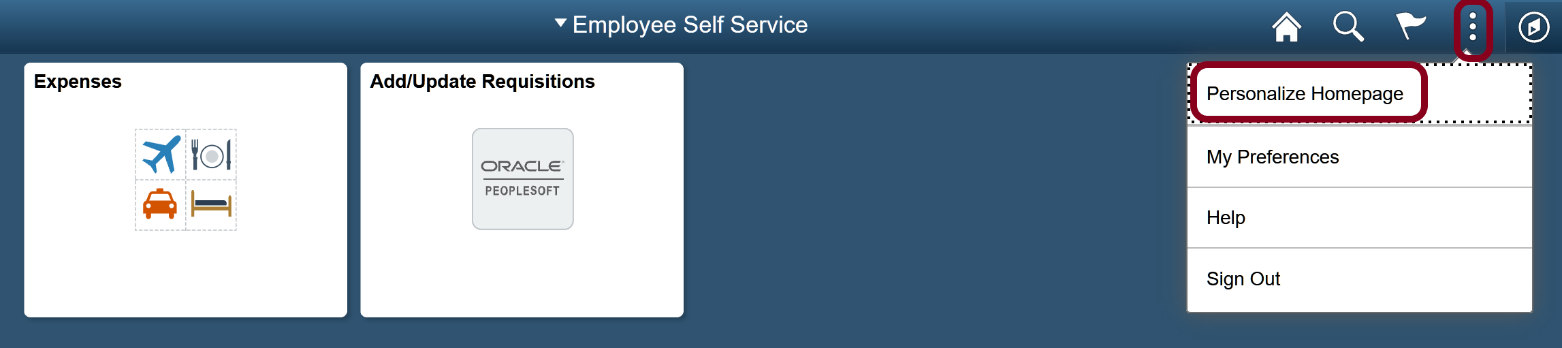 Employee Self Service
Expenses
Add/Update Requisitions
ORACLE
PEOPLESOFT
Personalize Homepage
My Preferences
Help
Sign Out